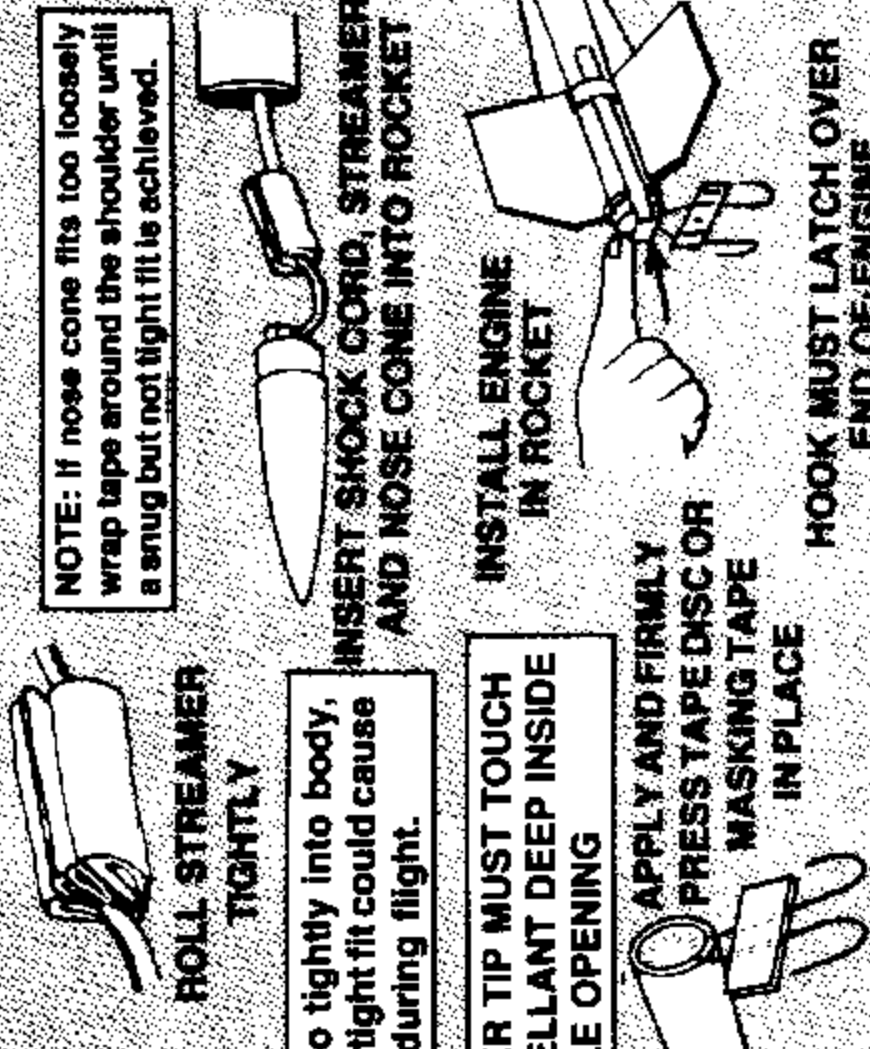 ROLL STREAMER
TIGHTLY
NOTE: If nose cone fits too loosely
wrap tape around the shoulder until
a snug but not tight fit is achieved.
tightly into body,
tight fit could cause
during flight.
INSERT SHOCK CORD, STREAMER
AND NOSE CONE INTO ROCKET
TIP MUST TOUCH
DEEP INSIDE
OPENING
INSTALL ENGINE
IN ROCKET
APPLY AND FIRMLY
PRESS TAPE DISC OR
MASKING TAPE
IN PLACE
HOOK MUST LATCH OVER
END OF ENGINE